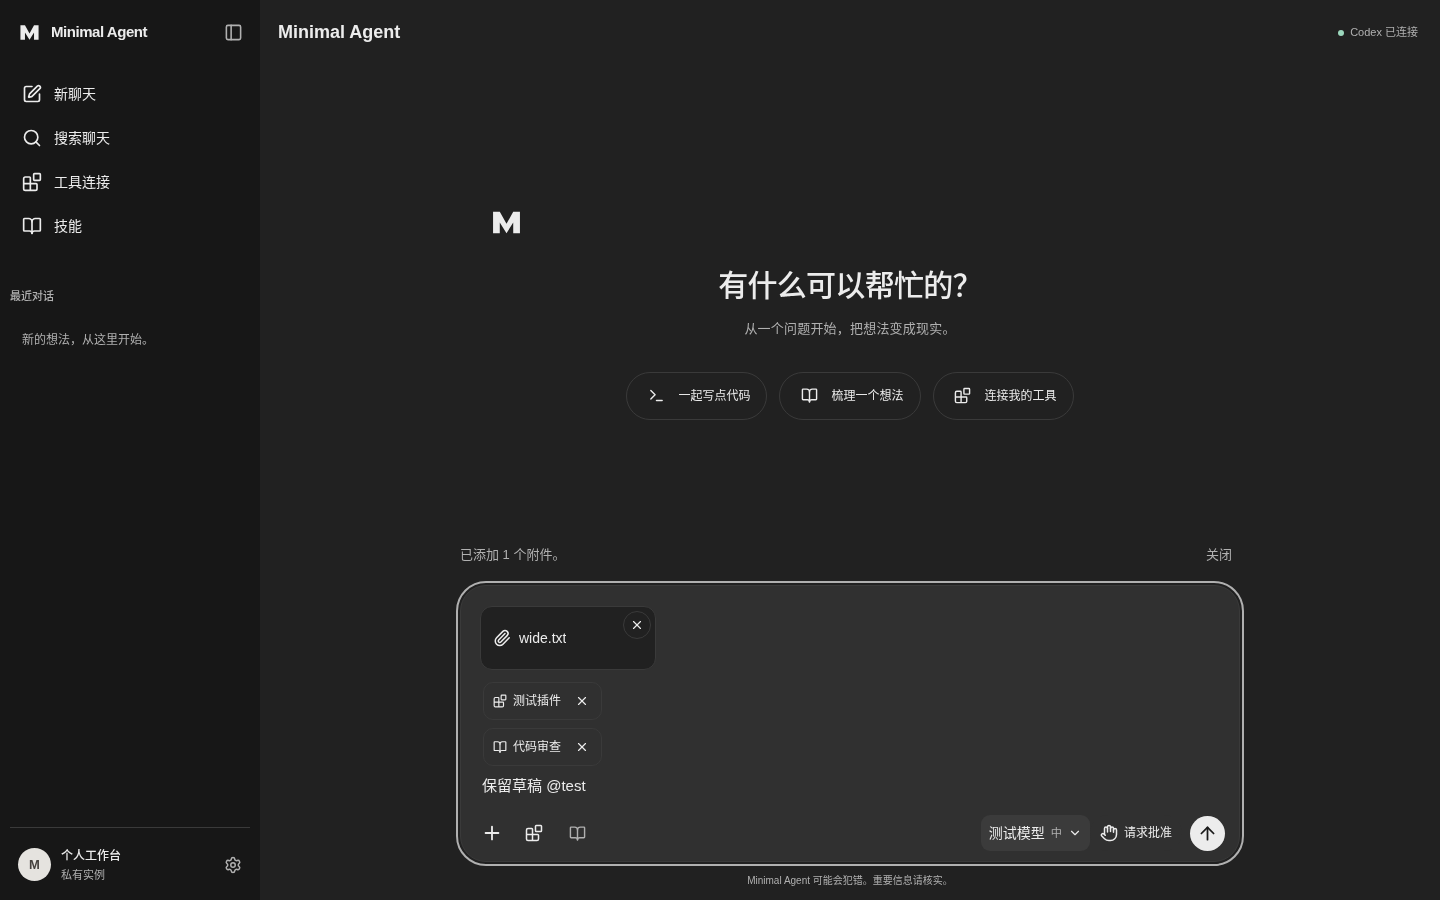 Minimal Agent
Minimal Agent
Codex 已连接
新聊天
搜索聊天
工具连接
技能
最近对话
新的想法，从这里开始。
M
个人工作台
私有实例
M
有什么可以帮忙的？
从一个问题开始，把想法变成现实。
一起写点代码
梳理一个想法
连接我的工具
已添加 1 个附件。
关闭
wide.txt
测试插件
代码审查
保留草稿 @test
测试模型 中
请求批准
Minimal Agent 可能会犯错。重要信息请核实。